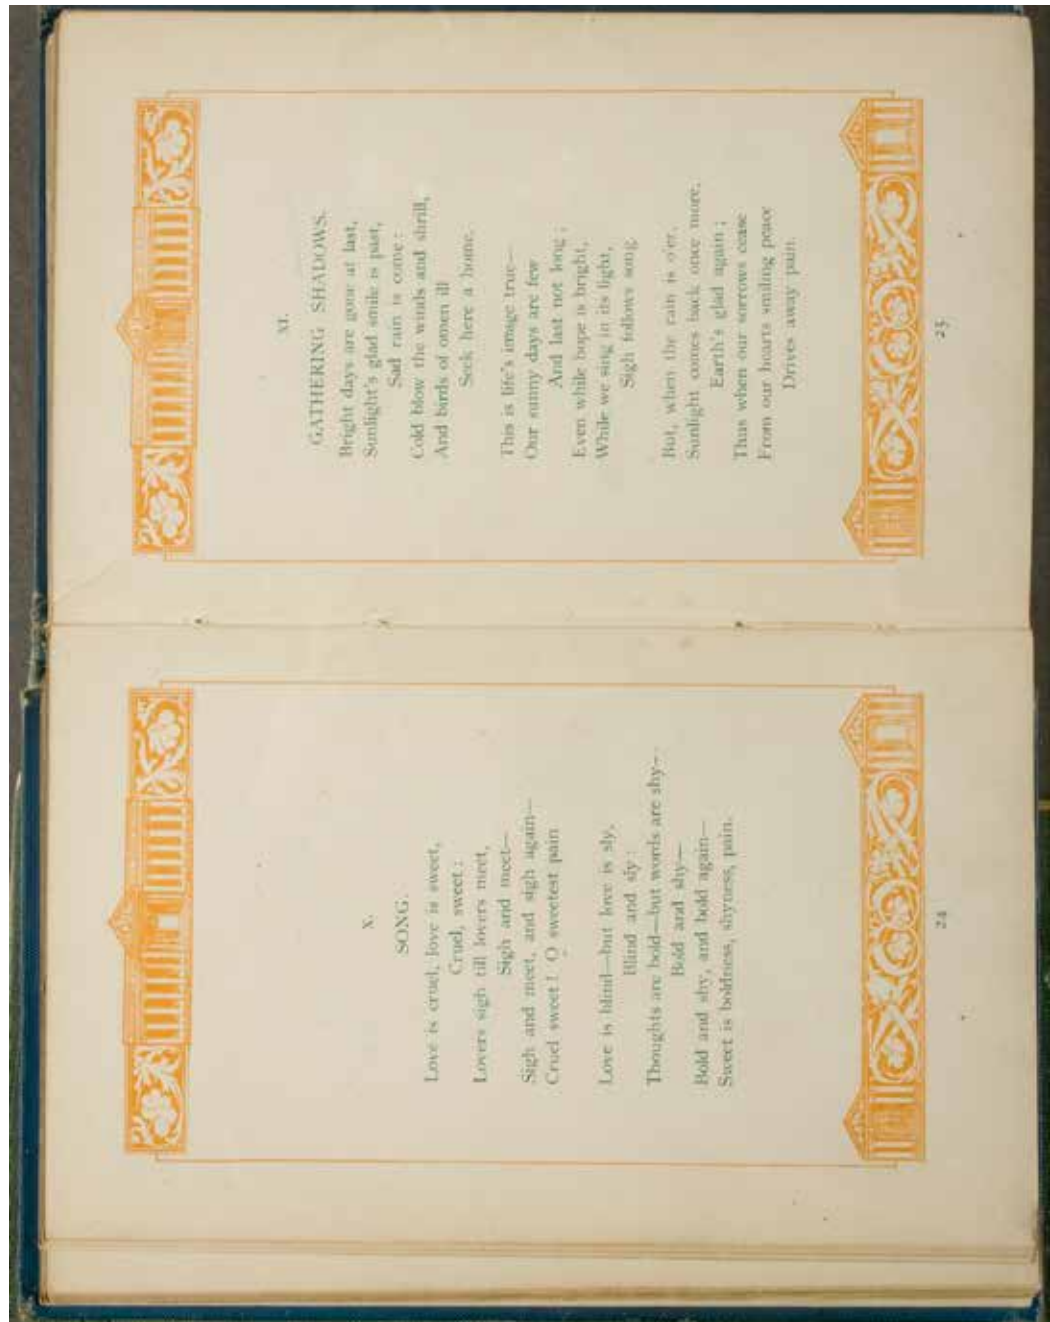 X.
SONG.
Love is cruel, love is sweet,
Cruel, sweet;
Lovers sigh till lovers meet,
Sigh and meet—
Sigh and meet, and sigh again—
Cruel sweet! O sweetest pain
Love is blind—but love is sly,
Blind and sly:
Thoughts are bold—but words are shy—
Bold and shy—
Bold and shy, and bold again—
Sweet is boldness, shyness, pain.
24
XI.
GATHERING SHADOWS.
Bright days are gone at last,
Sunlight's glad smile is past,
Sad rain is come:
Cold blow the winds and shrill,
And birds of omen ill
Seek here a home.
This is life's image true—
Our sunny days are few
And last not long;
Even while hope is bright,
While we sing in its light,
Sigh follows song.
But, when the rain is o'er,
Sunlight comes back once more,
Earth's glad again;
Thus when our sorrows cease
From our hearts smiling peace
Drives away pain.
23